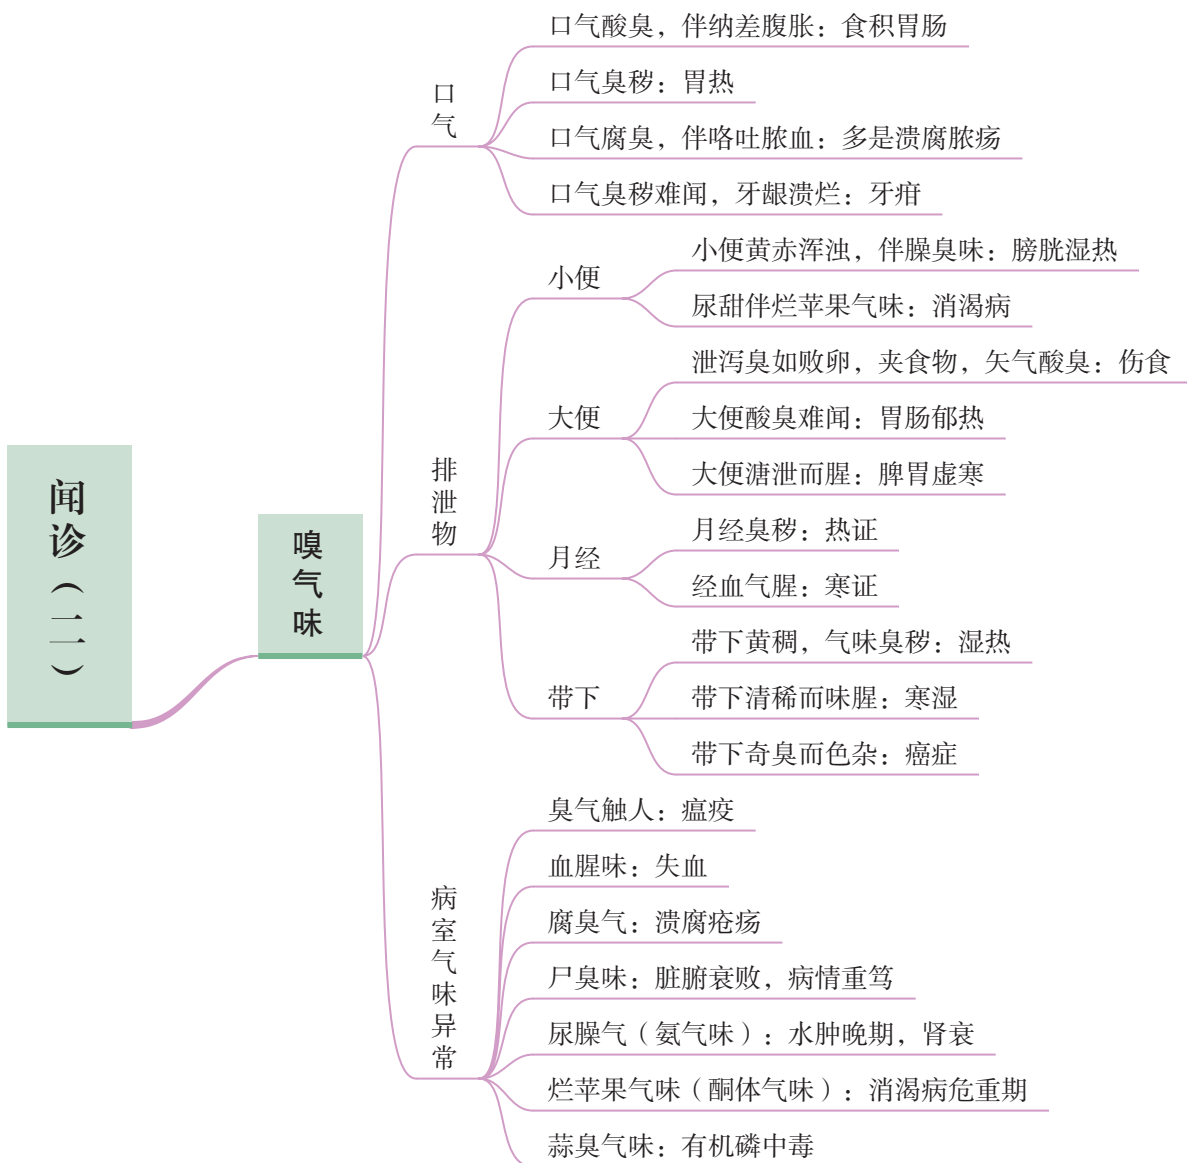 闻诊（二）
嗅气味
口气
口气酸臭，伴纳差腹胀：食积胃肠
口气臭秽：胃热
口气腐臭，伴咯吐脓血：多是溃腐脓疡
口气臭秽难闻，牙龈溃烂：牙疳
排泄物
小便
小便黄赤浑浊，伴臊臭味：膀胱湿热
尿甜伴烂苹果气味：消渴病
大便
泄泻臭如败卵，夹食物，矢气酸臭：伤食
大便酸臭难闻：胃肠郁热
大便溏泄而腥：脾胃虚寒
月经
月经臭秽：热证
经血气腥：寒证
带下
带下黄稠，气味臭秽：湿热
带下清稀而味腥：寒湿
带下奇臭而色杂：癌症
病室气味异常
臭气触人：瘟疫
血腥味：失血
腐臭气：溃腐疮疡
尸臭味：脏腑衰败，病情重笃
尿臊气（氨气味）：水肿晚期，肾衰
烂苹果气味（酮体气味）：消渴病危重期
蒜臭气味：有机磷中毒